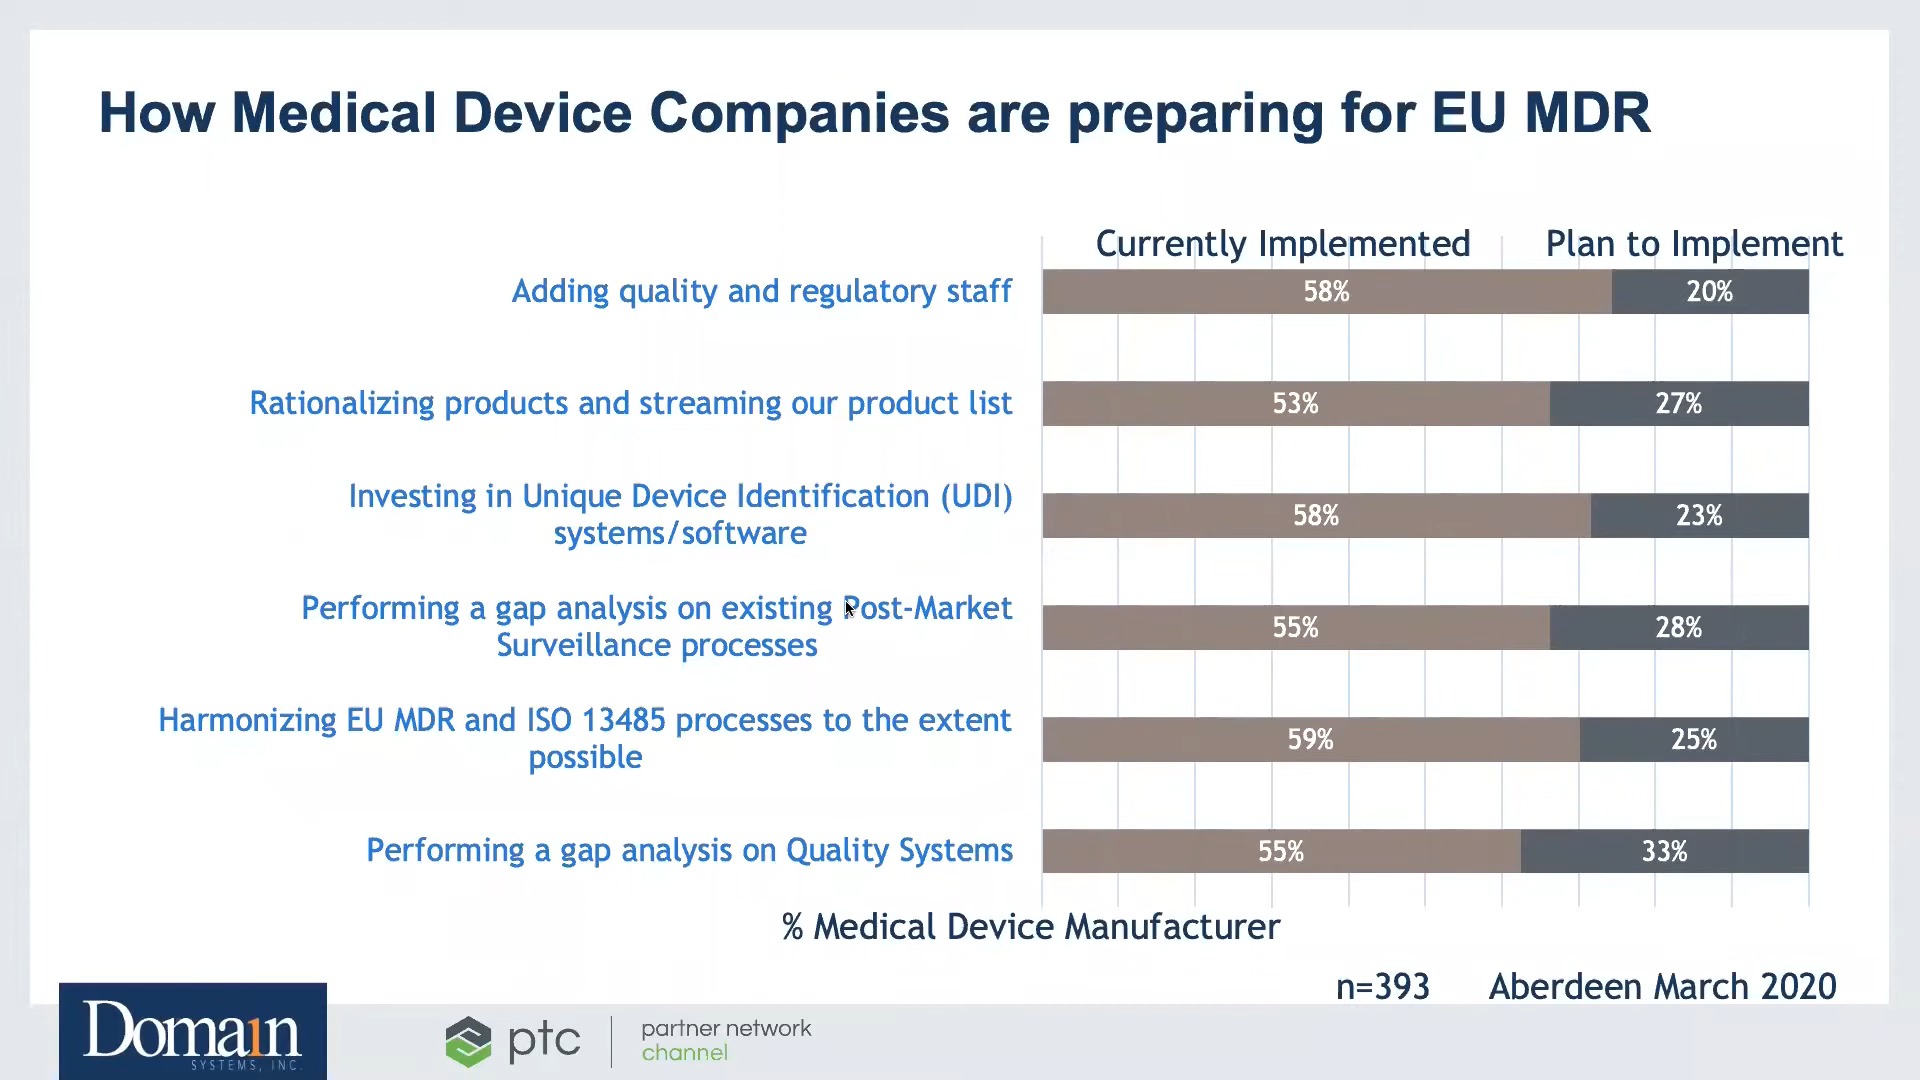 How Medical Device Companies are preparing for EU MDR
Currently Implemented Plan to Implement
Adding quality and regulatory staff 58% 20%
Rationalizing products and streaming our product list 53% 27%
Investing in Unique Device Identification (UDI)
systems/software
58% 23%
Performing a gap analysis on existing Post-Market
Surveillance processes
55% 28%
Harmonizing EU MDR and ISO 13485 processes to the extent
possible
59% 25%
Performing a gap analysis on Quality Systems 55% 33%
% Medical Device Manufacturer
n=393 Aberdeen March 2020
Domain
SYSTEMS, INC.
ptc
partner network
channel